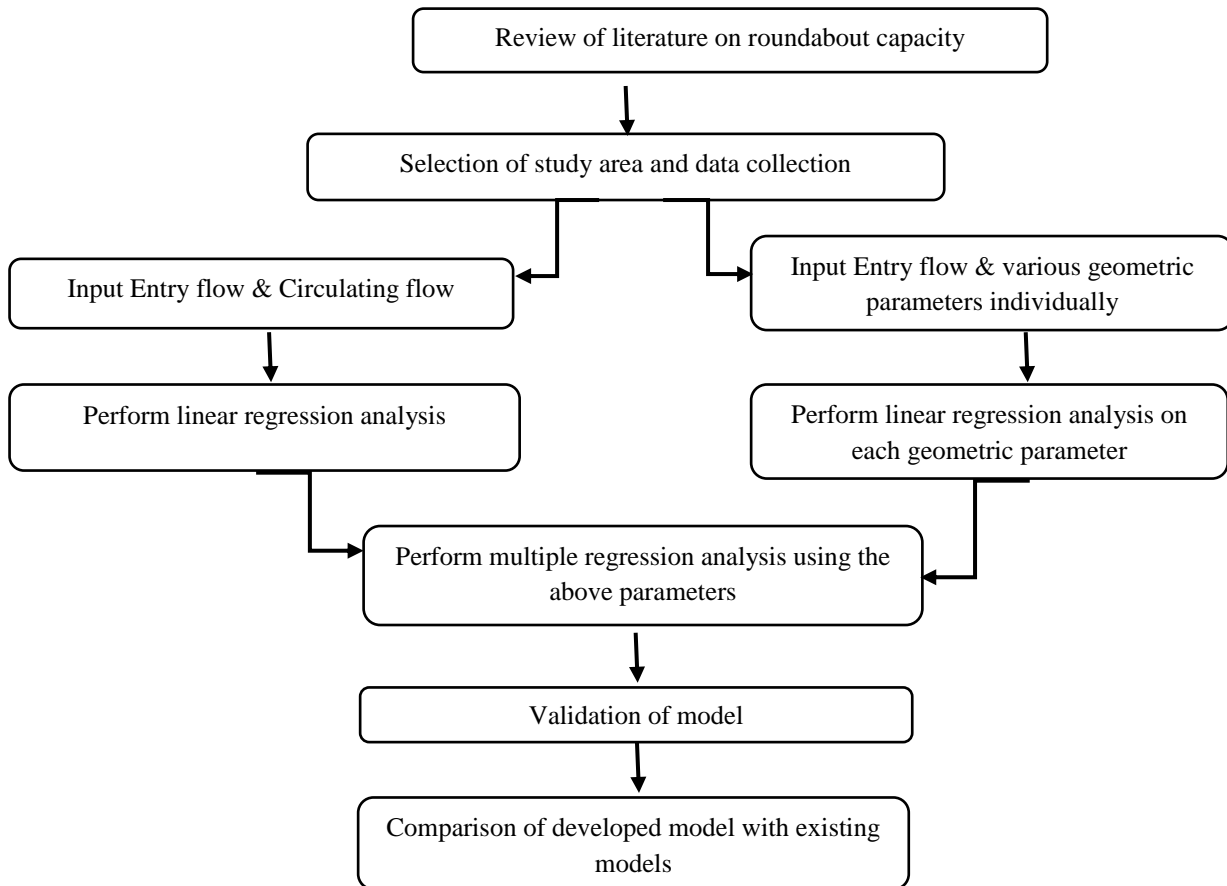 Review of literature on roundabout capacity
Selection of study area and data collection
Input Entry flow & Circulating flow
Input Entry flow & various geometric
parameters individually
Perform linear regression analysis
Perform linear regression analysis on
each geometric parameter
Perform multiple regression analysis using the
above parameters
Validation of model
Comparison of developed model with existing
models